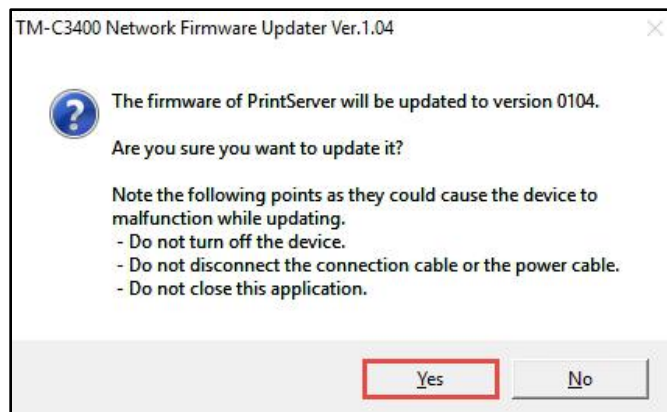 TM-C3400 Network Firmware Updater Ver.1.04
The firmware of PrintServer will be updated to version 0104.
Are you sure you want to update it?
Note the following points as they could cause the device to
malfunction while updating.
- Do not turn off the device.
- Do not disconnect the connection cable or the power cable.
- Do not close this application.
Yes No